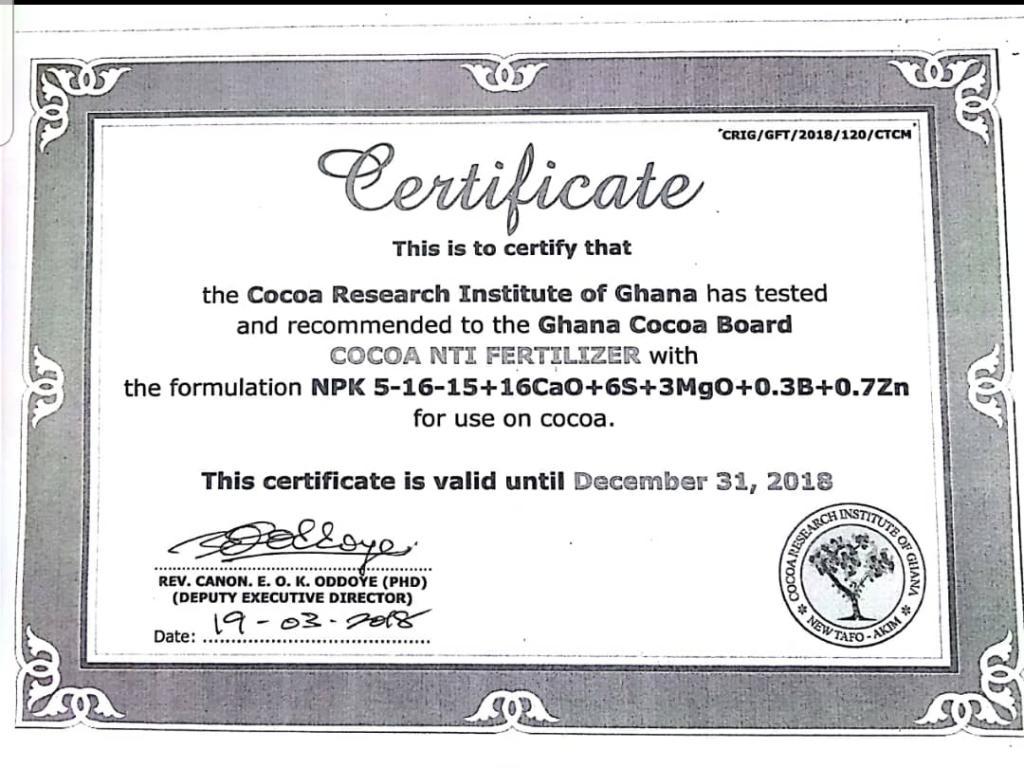 "CRIG/GFT/2018/120/CTCM"
Certificate
This is to certify that
the Cocoa Research Institute of Ghana has tested
and recommended to the Ghana Cocoa Board
COCOA NTI FERTILIZER with
the formulation NPK 5-16-15+16CaO+6S+3MgO+0.3B+0.7Zn
for use on cocoa.
This certificate is valid until December 31, 2018
REV. CANON. E. O. K. ODDOYE (PHD)
(DEPUTY EXECUTIVE DIRECTOR)
Date: 19-03-2018
COCOA RESEARCH INSTITUTE OF GHANA
NEW TAFO - AKIM